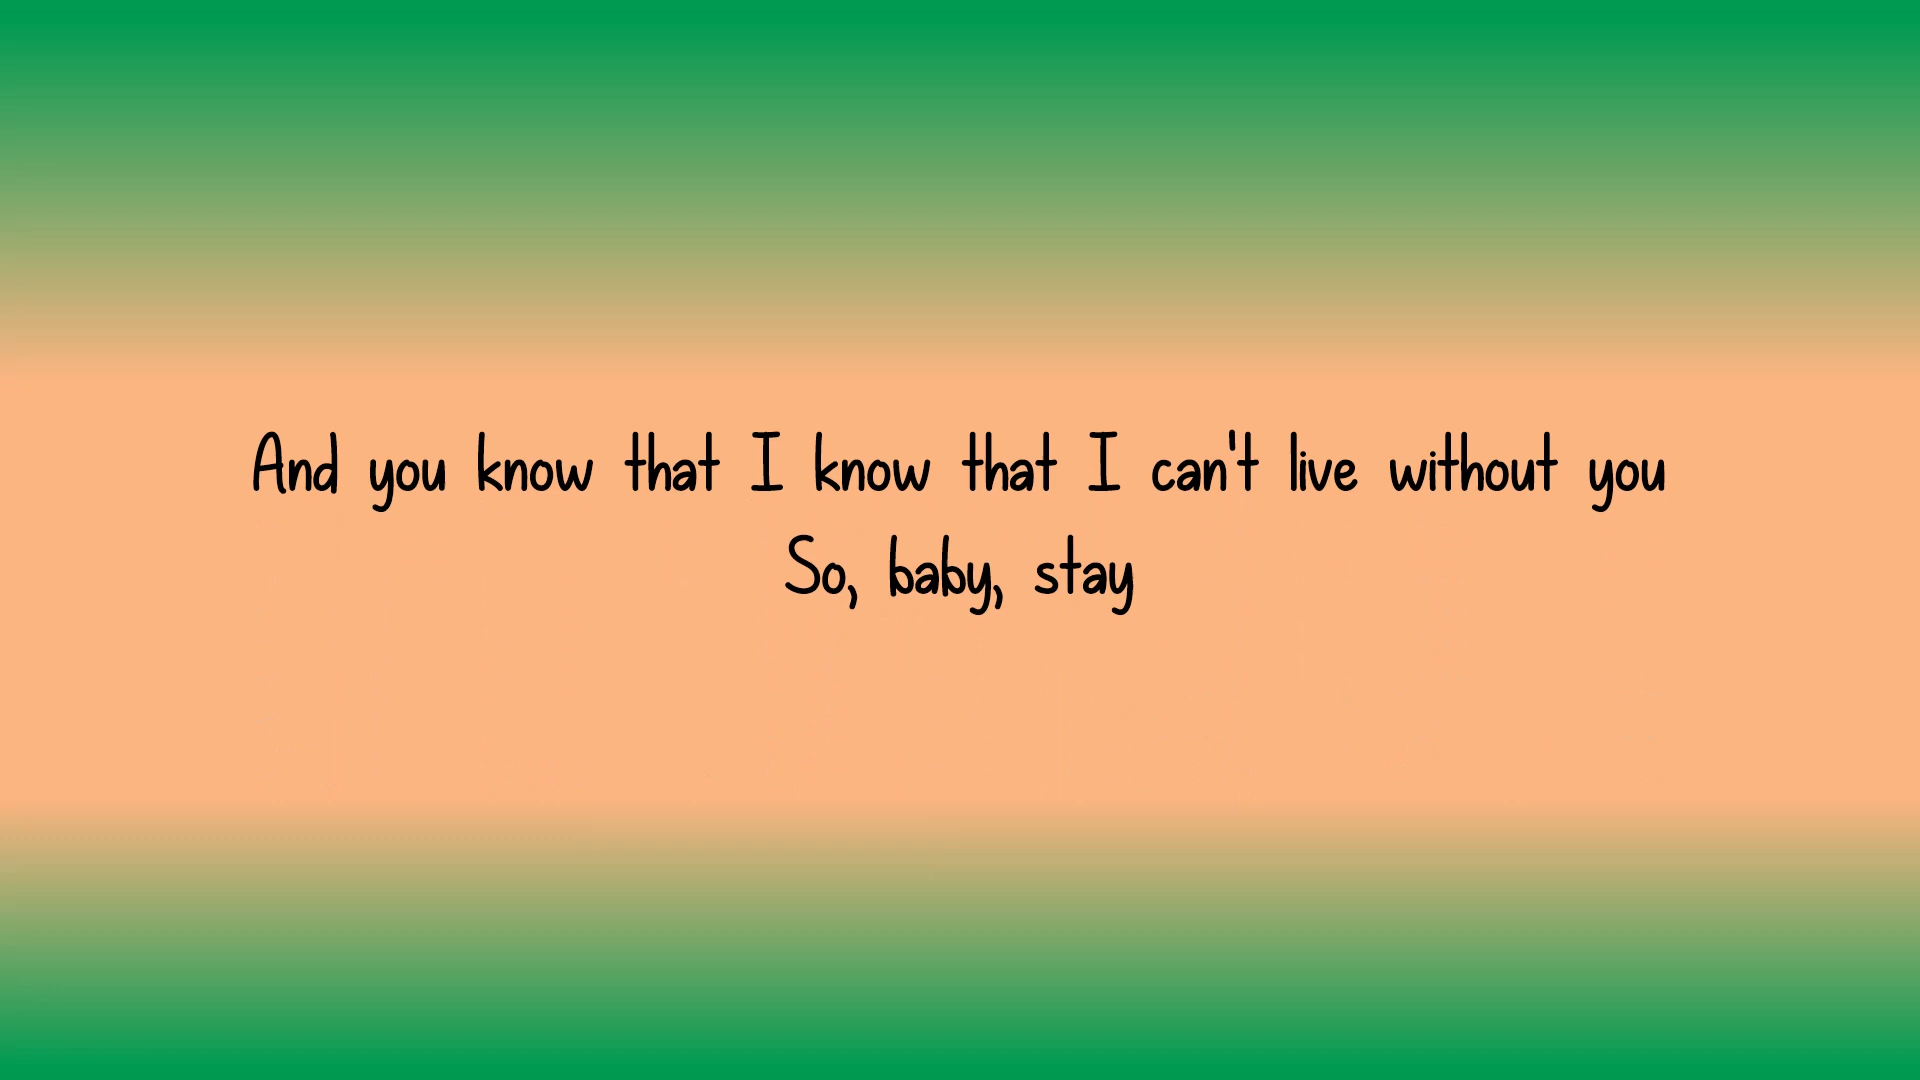 And you know that I know that I can't live without you
So, baby, stay